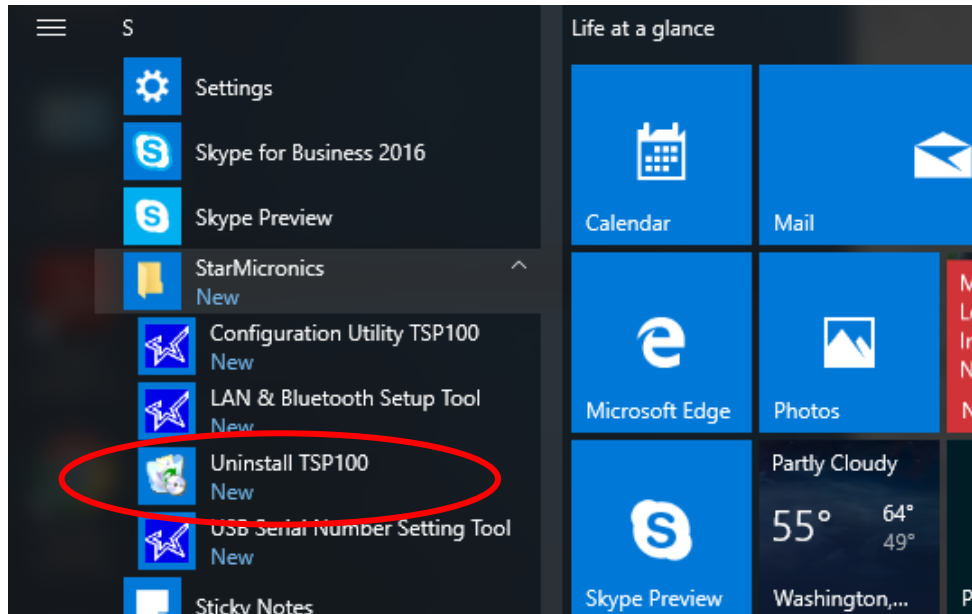 S
Settings
Skype for Business 2016
Skype Preview
StarMicronics
New
Configuration Utility TSP100
New
LAN & Bluetooth Setup Tool
New
Uninstall TSP100
New
USB Serial Number Setting Tool
New
Sticky Notes
Life at a glance
Calendar
Mail
Microsoft Edge
Photos
Skype Preview
Partly Cloudy
55° 64°
49°
Washington,...